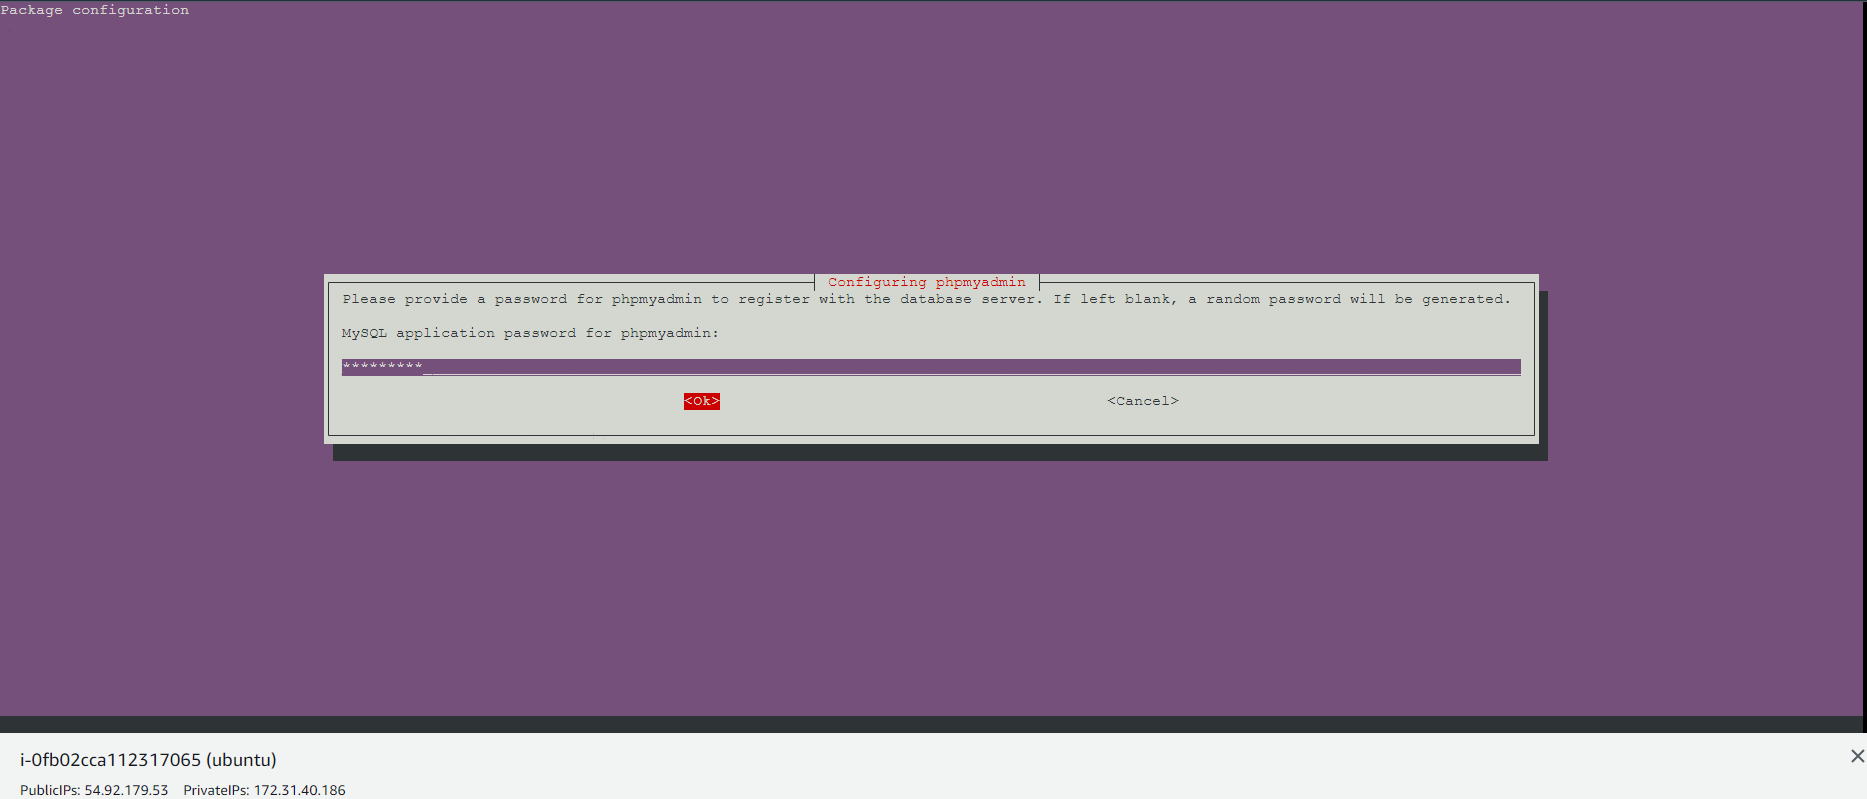 Package configuration
Configuring phpmyadmin
Please provide a password for phpmyadmin to register with the database server. If left blank, a random password will be generated.
MySQL application password for phpmyadmin:
*********
<Ok> <Cancel>
i-0fb02cca112317065 (ubuntu)
PublicIPs: 54.92.179.53 PrivateIPs: 172.31.40.186